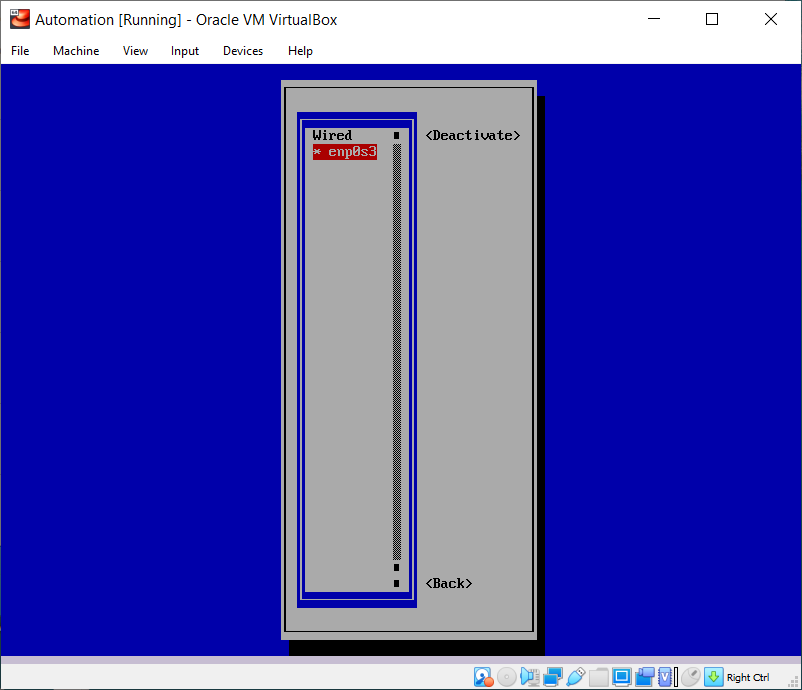 Automation [Running] - Oracle VM VirtualBox
File Machine View Input Devices Help
Wired
<Deactivate>
* enp0s3
<Back>
Right Ctrl